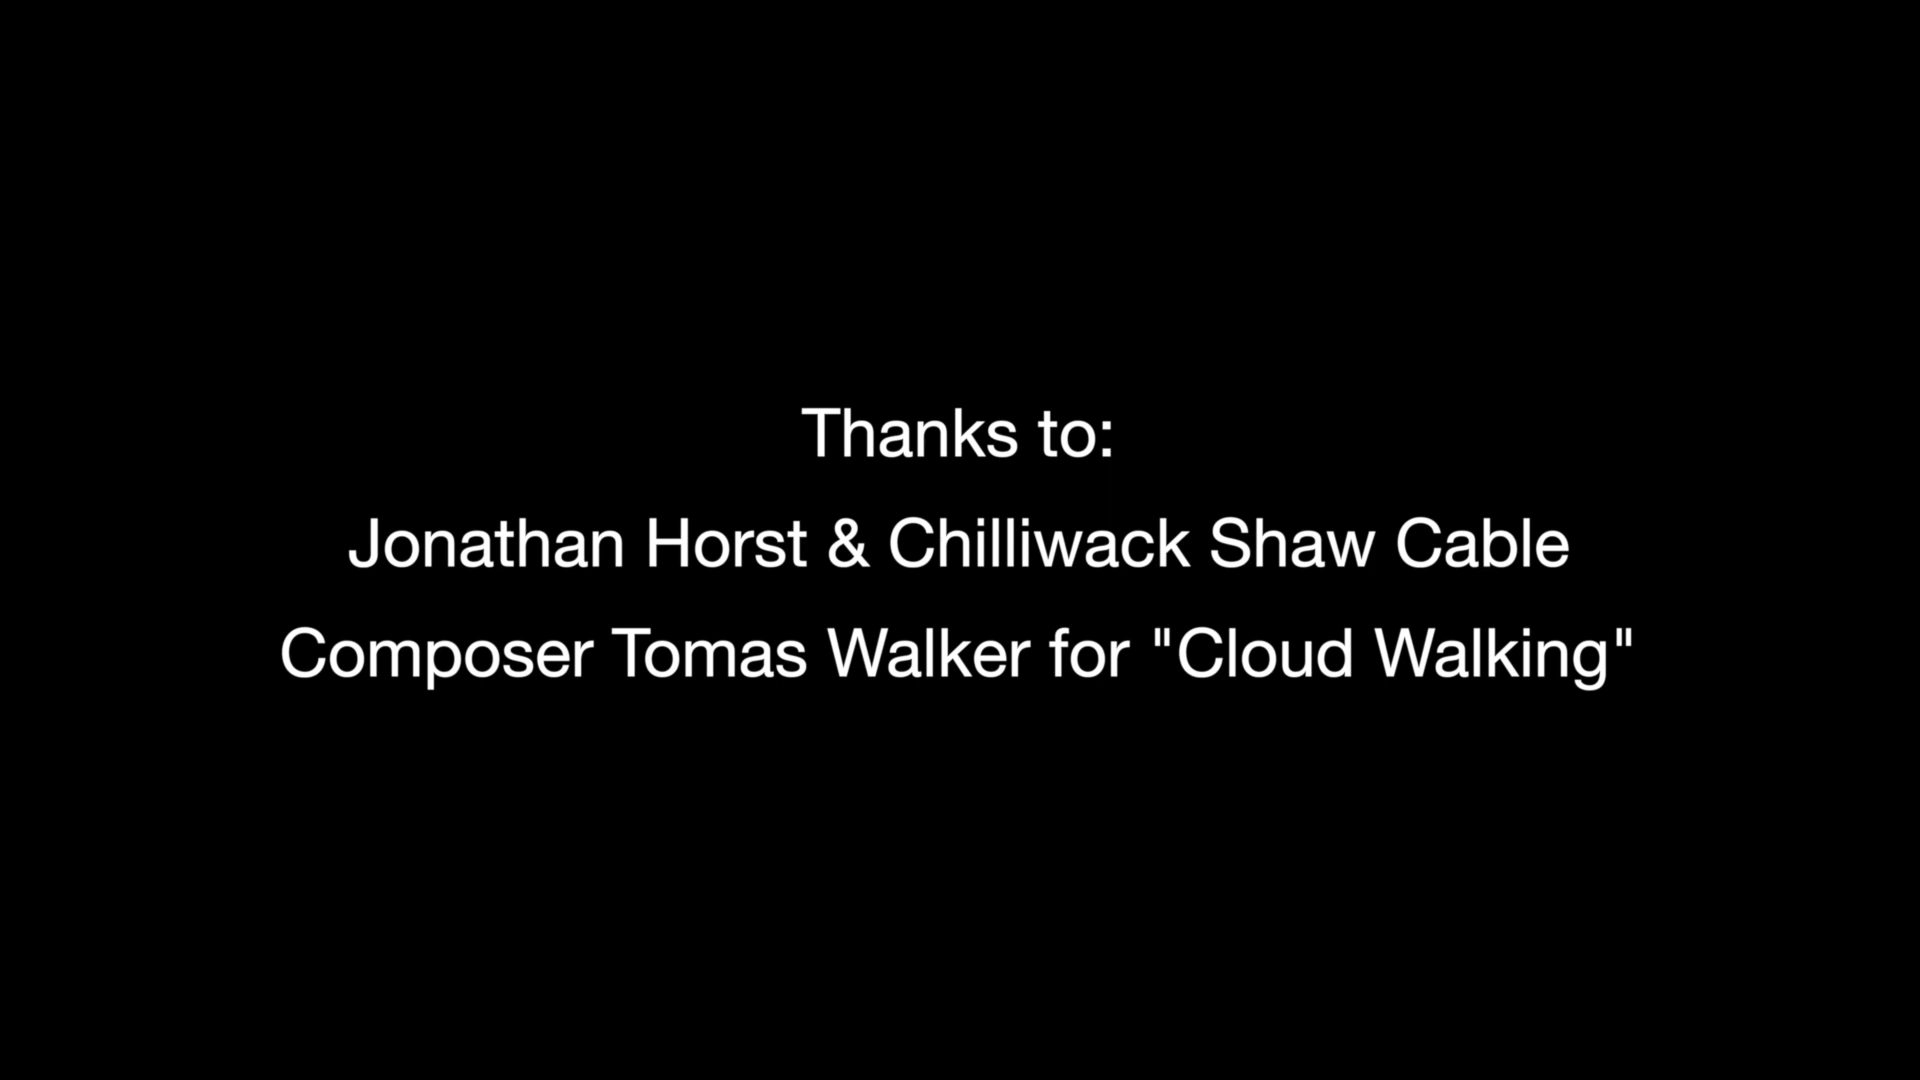 Thanks to:
Jonathan Horst & Chilliwack Shaw Cable
Composer Tomas Walker for "Cloud Walking"